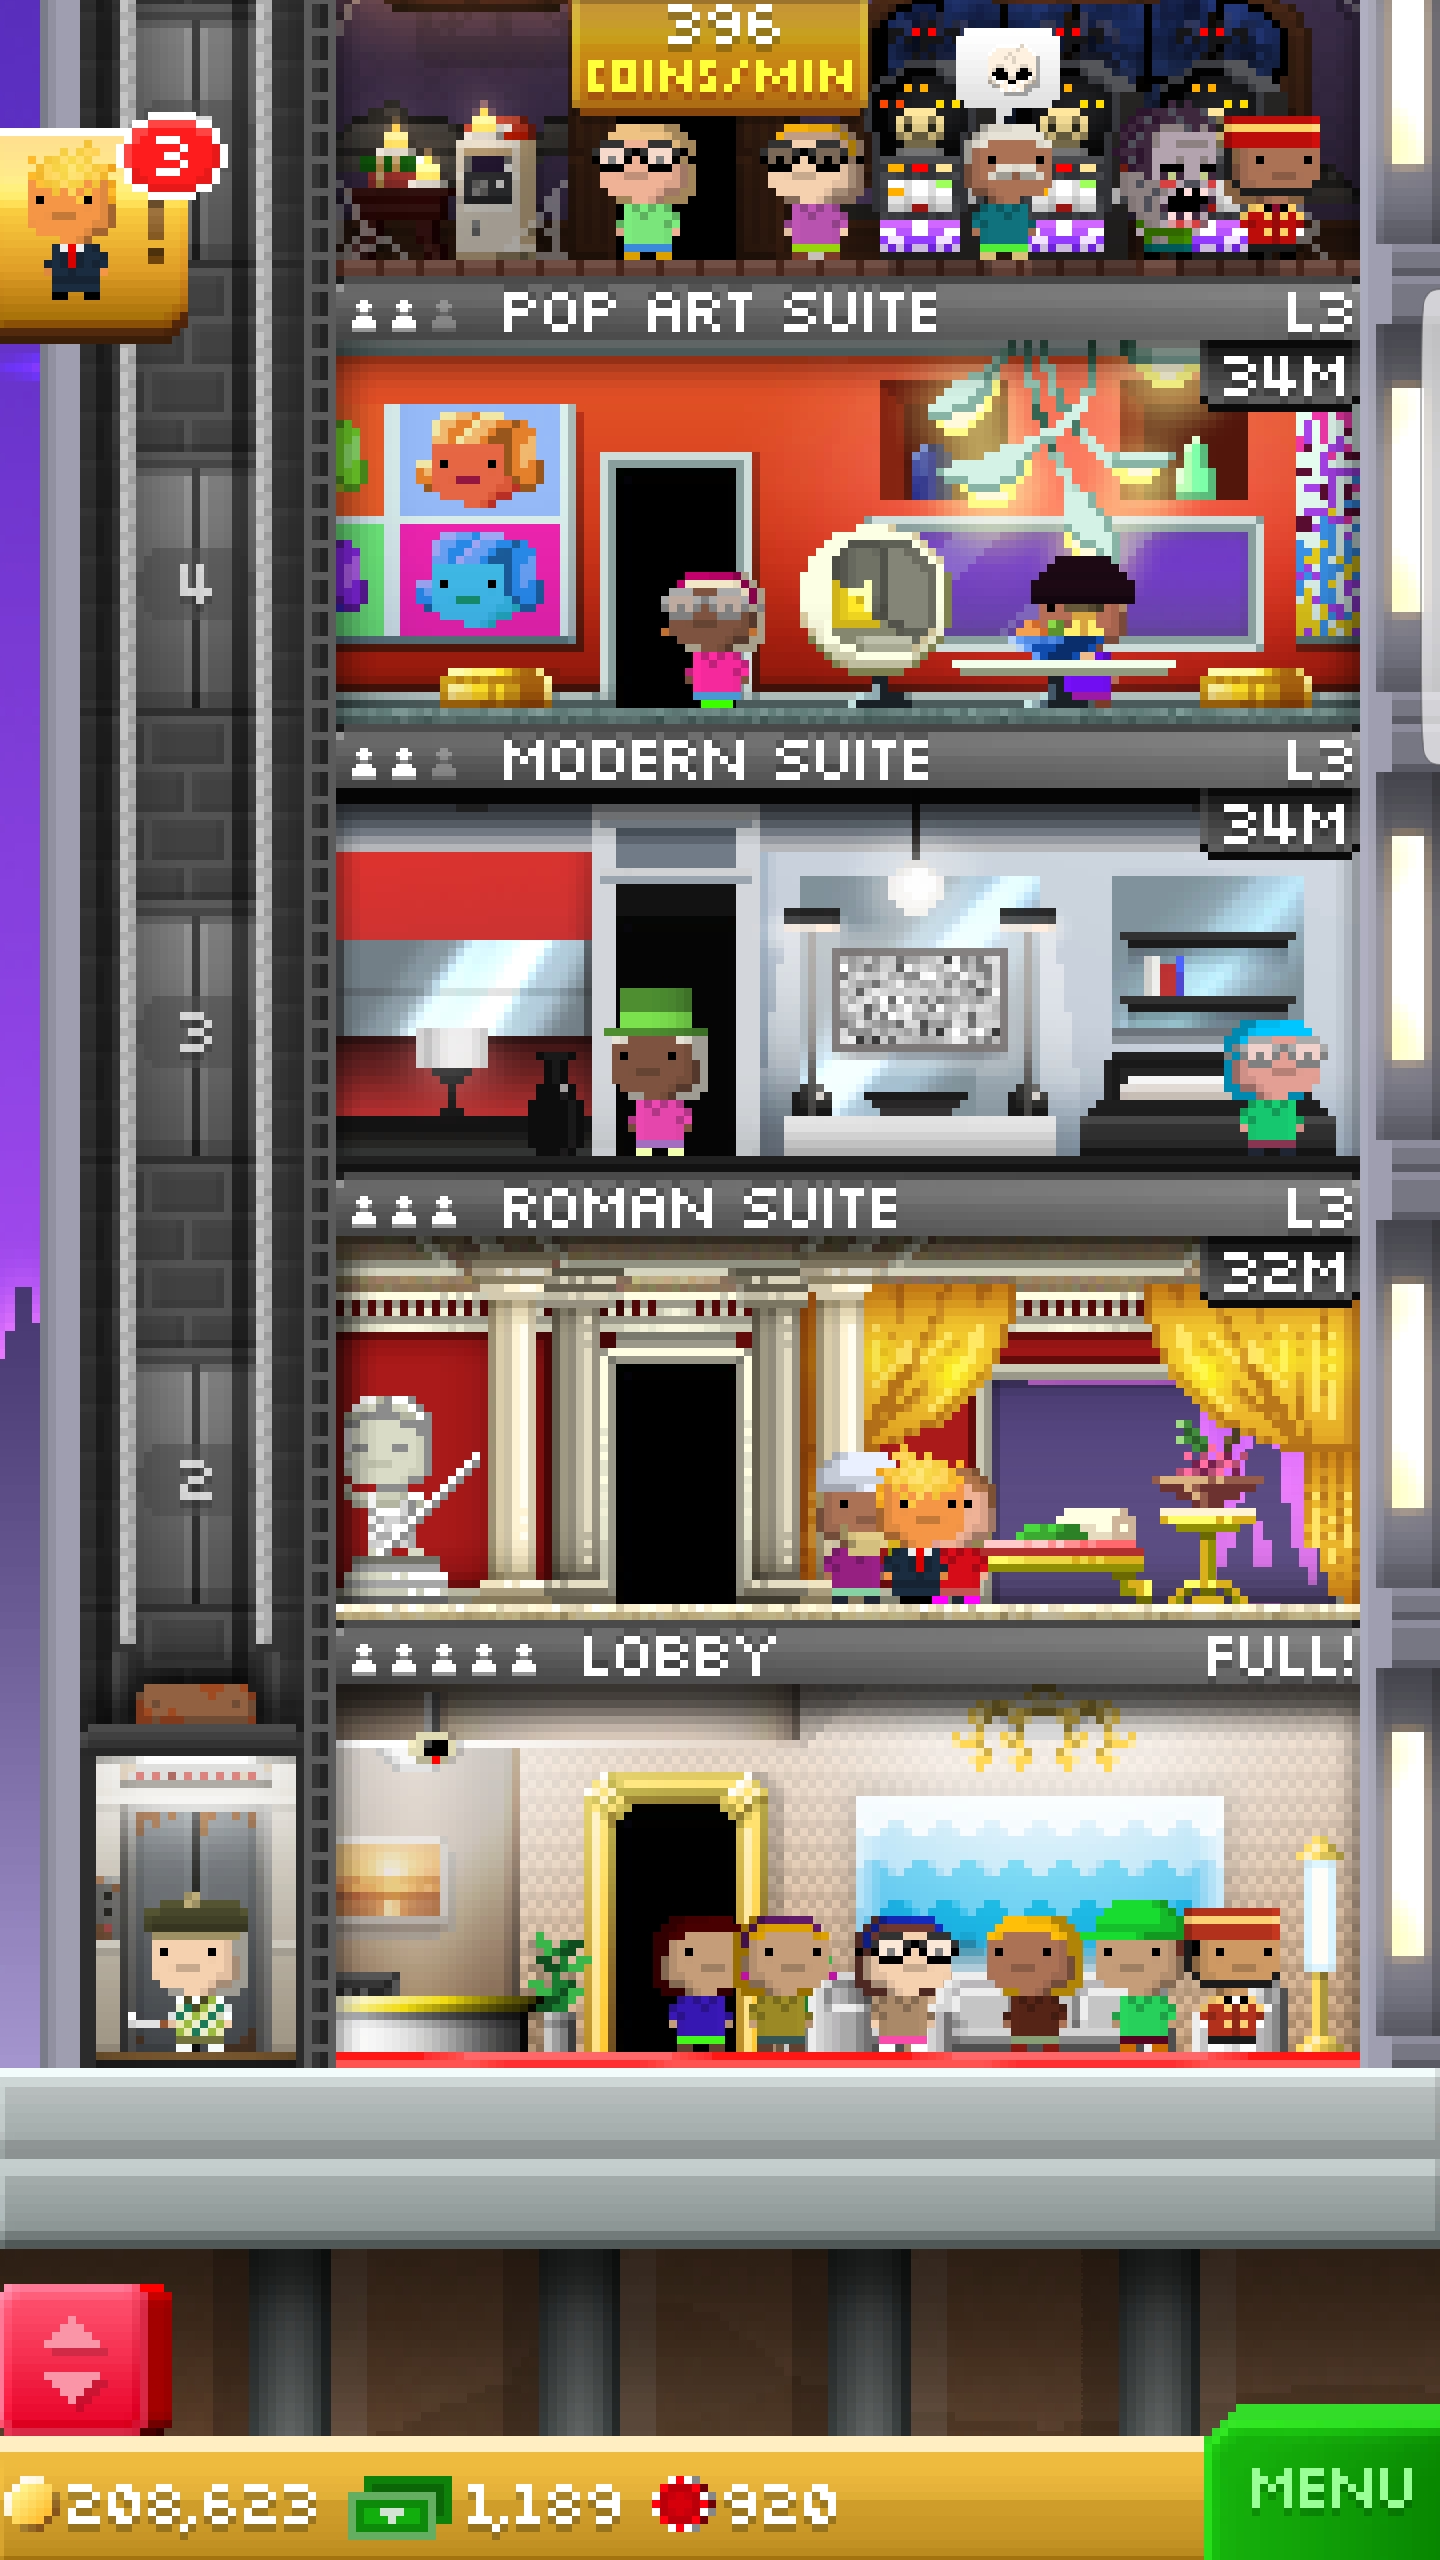 396
COINS/MIN
3
POP ART SUITE L3
34M
4
MODERN SUITE L3
34M
3
ROMAN SUITE L3
32M
2
LOBBY FULL!
208,623 1,189 920
MENU